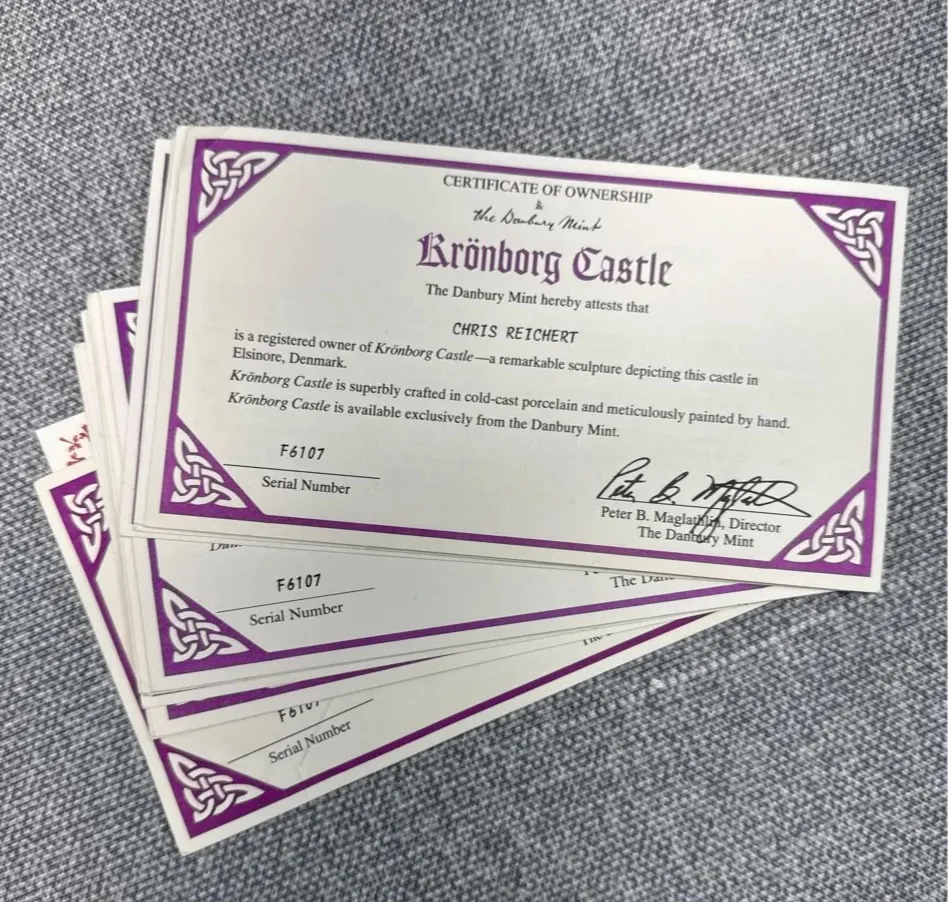 CERTIFICATE OF OWNERSHIP
&
the Danbury Mint
Krönborg Castle
The Danbury Mint hereby attests that
CHRIS REICHERT
is a registered owner of Krönborg Castle—a remarkable sculpture depicting this castle in
Elsinore, Denmark.
Krönborg Castle is superbly crafted in cold-cast porcelain and meticulously painted by hand.
Krönborg Castle is available exclusively from the Danbury Mint.
F6107
Serial Number
Peter B. Maglathlin, Director
The Danbury Mint
F6107
Serial Number
The
Serial Number